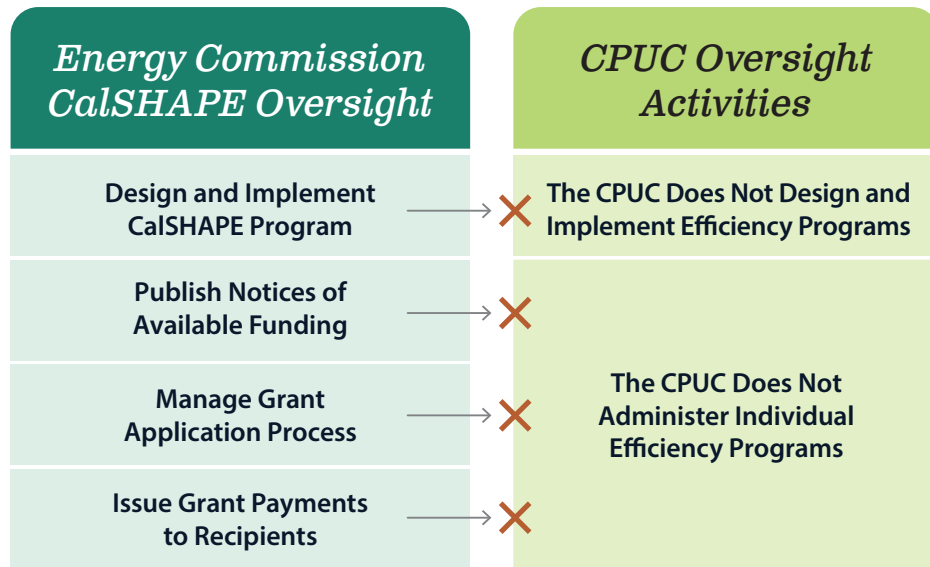 Energy Commission
CalSHAPE Oversight
CPUC Oversight
Activities
Design and Implement
CalSHAPE Program
The CPUC Does Not Design and
Implement Efficiency Programs
Publish Notices of
Available Funding
Manage Grant
Application Process
Issue Grant Payments
to Recipients
The CPUC Does Not
Administer Individual
Efficiency Programs